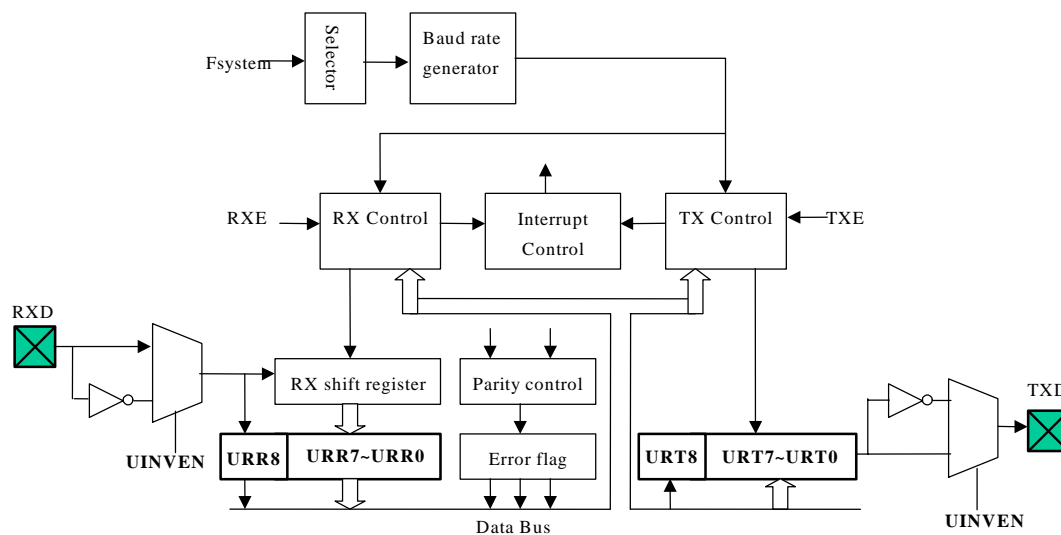 Fsystem
Selector
Baud rate
generator
RXE
RX Control
Interrupt
Control
TX Control
TXE
RXD
RX shift register
Parity control
TXD
UINVEN
URR8
URR7~URR0
Error flag
URT8
URT7~URT0
Data Bus
UINVEN